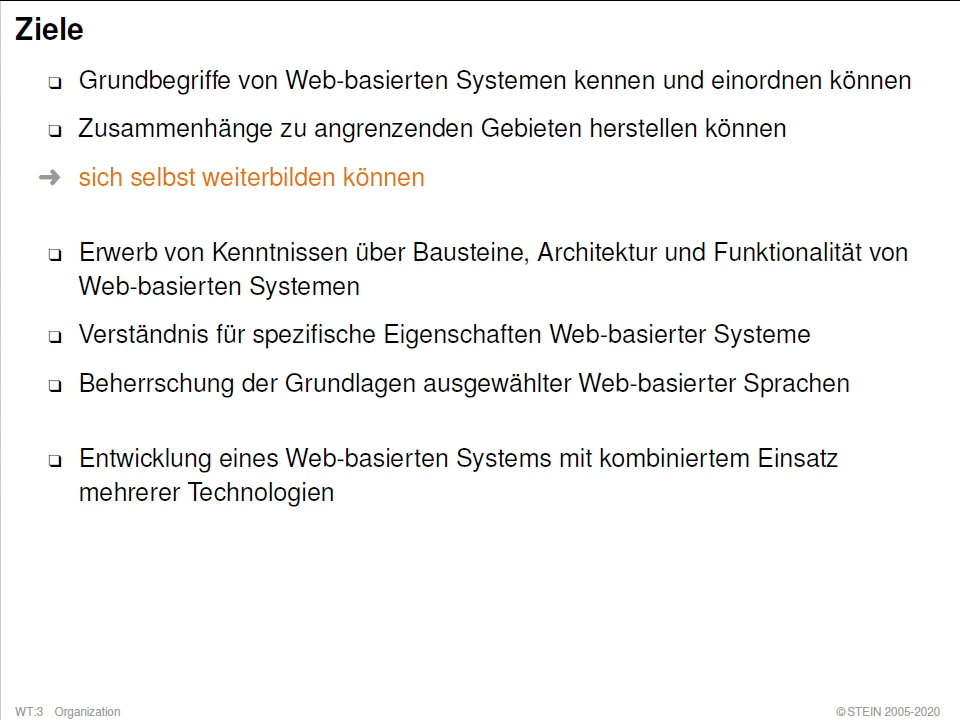 Ziele
❑ Grundbegriffe von Web-basierten Systemen kennen und einordnen können
❑ Zusammenhänge zu angrenzenden Gebieten herstellen können
➜ sich selbst weiterbilden können
❑ Erwerb von Kenntnissen über Bausteine, Architektur und Funktionalität von
Web-basierten Systemen
❑ Verständnis für spezifische Eigenschaften Web-basierter Systeme
❑ Beherrschung der Grundlagen ausgewählter Web-basierter Sprachen
❑ Entwicklung eines Web-basierten Systems mit kombiniertem Einsatz
mehrerer Technologien
WT:3 Organization
©STEIN 2005-2020